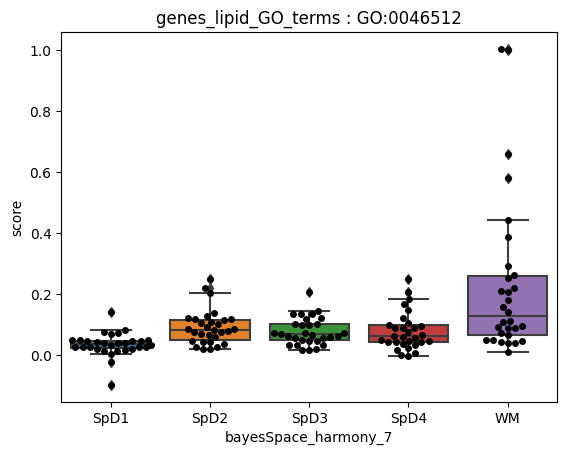 genes_lipid_GO_terms : GO:0046512
1.0
0.8
0.6
0.4
0.2
0.0
score
SpD1 SpD2 SpD3 SpD4 WM
bayesSpace_harmony_7